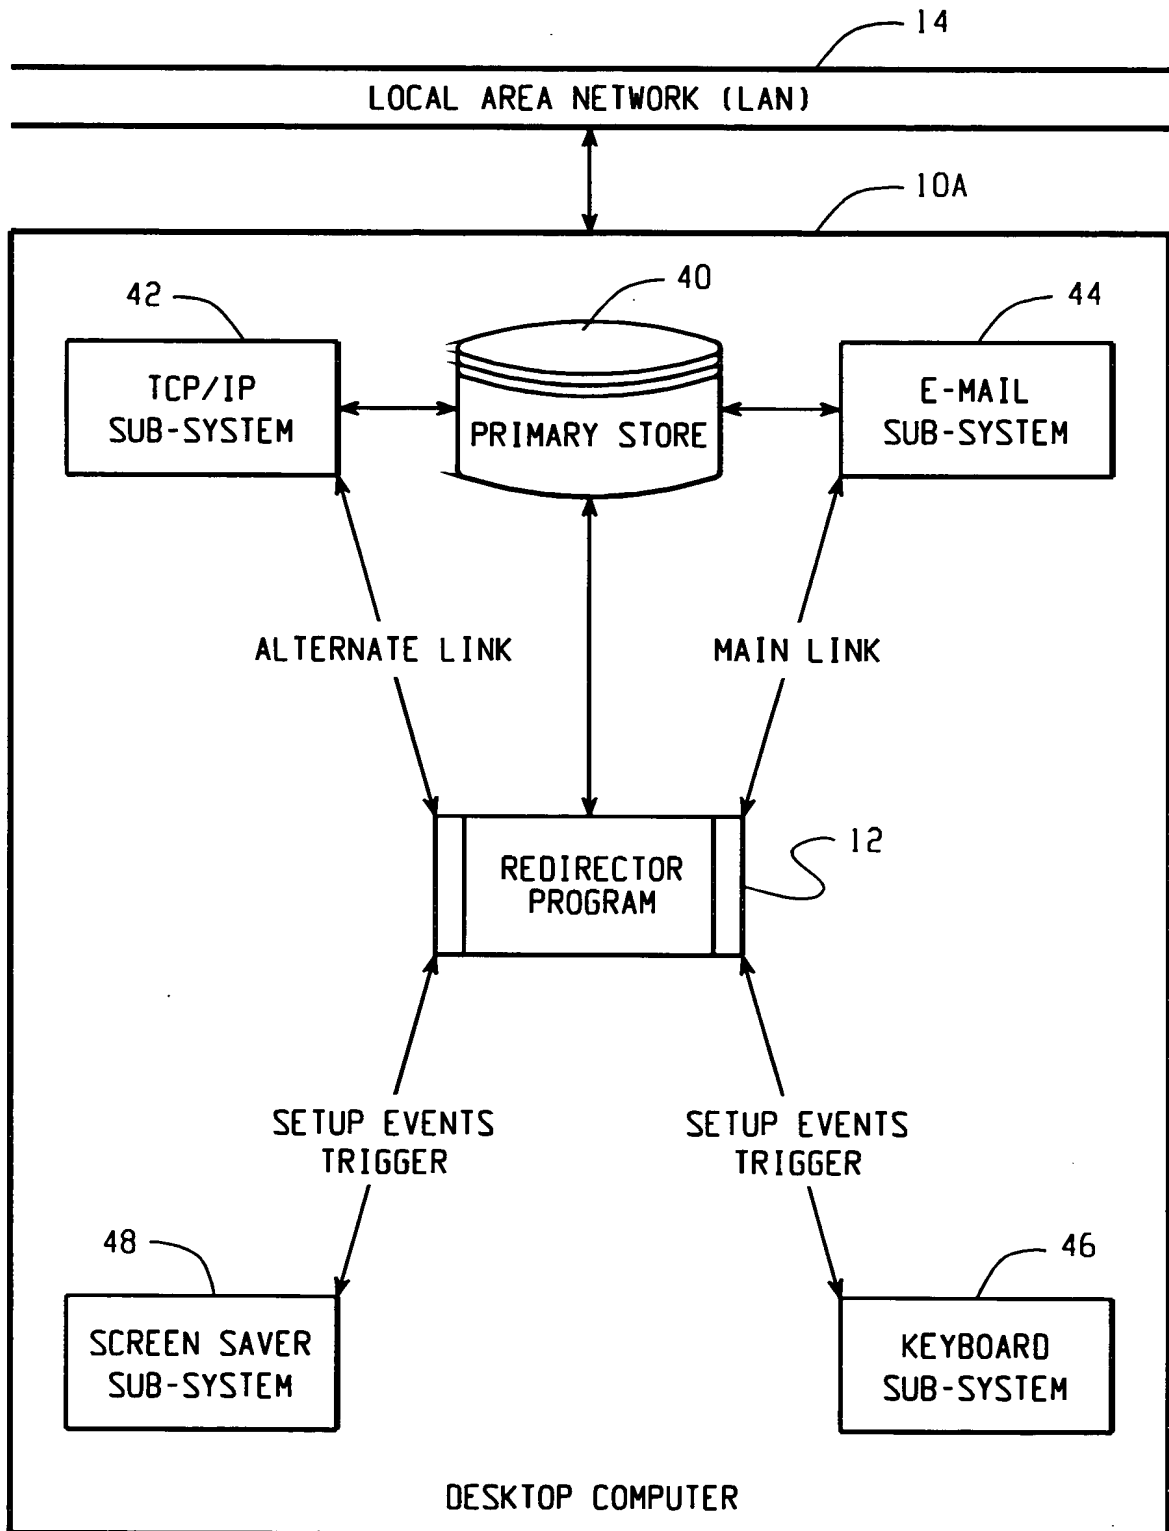 14
LOCAL AREA NETWORK (LAN)
10A
42
40
44
TCP/IP
SUB-SYSTEM
PRIMARY STORE
E-MAIL
SUB-SYSTEM
ALTERNATE LINK
MAIN LINK
12
REDIRECTOR
PROGRAM
SETUP EVENTS
TRIGGER
SETUP EVENTS
TRIGGER
48
46
SCREEN SAVER
SUB-SYSTEM
KEYBOARD
SUB-SYSTEM
DESKTOP COMPUTER